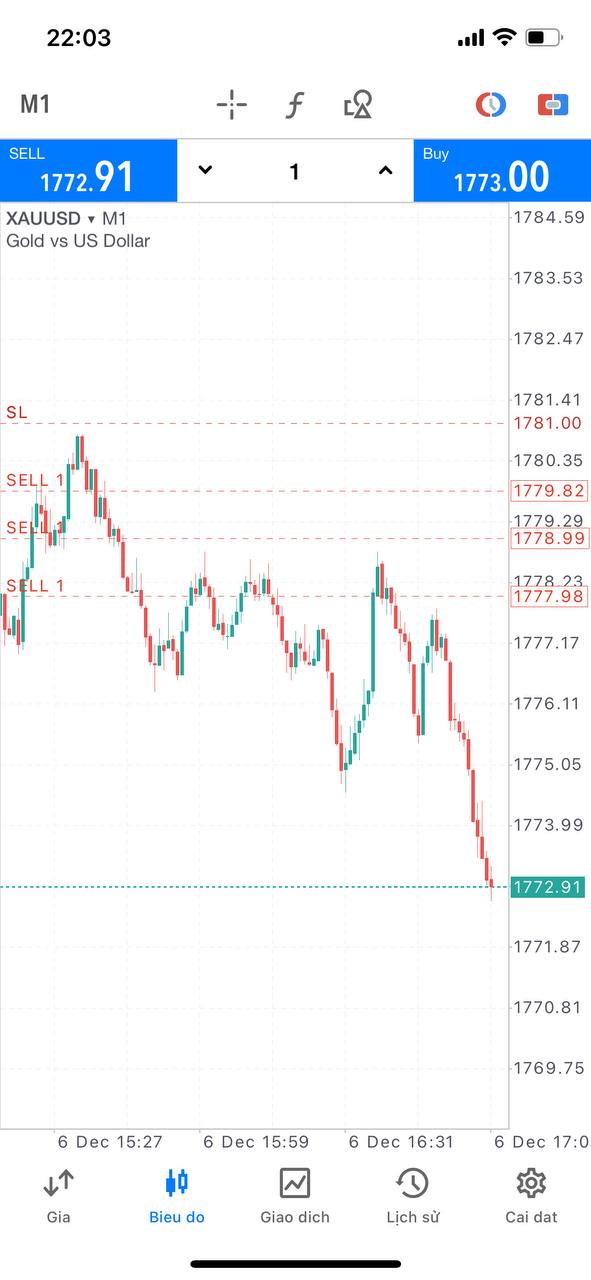 22:03
M1
SELL
1772.91
1
Buy
1773.00
XAUUSD ▾ M1
Gold vs US Dollar
1784.59
1783.53
1782.47
1781.41
SL
1781.00
1780.35
SELL 1
1779.82
1779.29
SELL 1
1778.99
1778.23
SELL 1
1777.98
1777.17
1776.11
1775.05
1773.99
1772.91
1771.87
1770.81
1769.75
6 Dec 15:27
6 Dec 15:59
6 Dec 16:31
6 Dec 17:0
Gia
Bieu do
Giao dich
Lịch sử
Cai dat